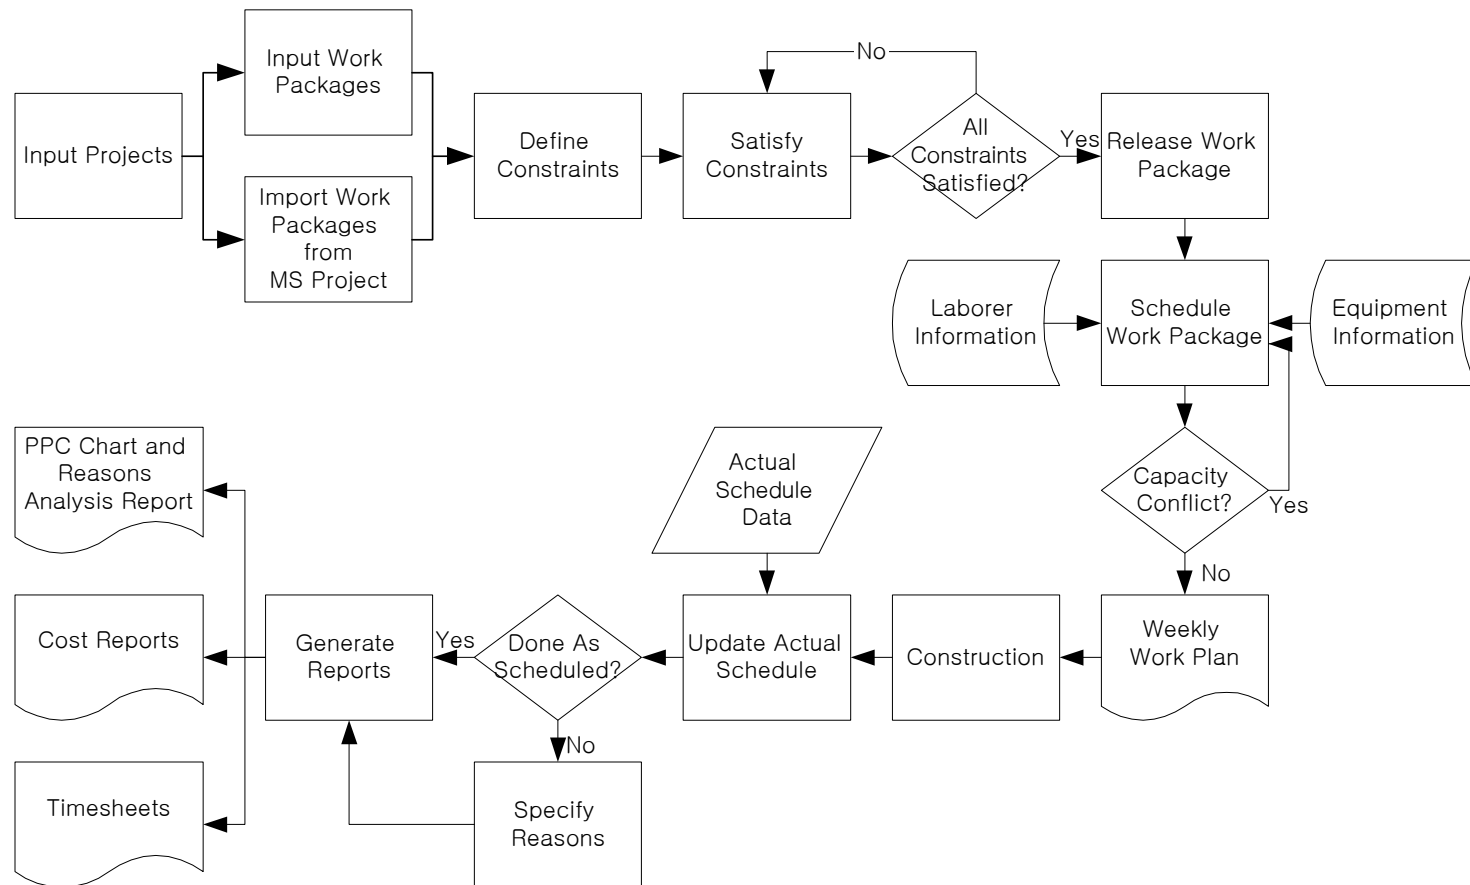 Input Projects
Input Work
Packages
Import Work
Packages
from
MS Project
Define
Constraints
Satisfy
Constraints
No
All
Constraints
Satisfied?
Yes
Release Work
Package
Laborer
Information
Schedule
Work Package
Equipment
Information
Capacity
Conflict?
Yes
No
Weekly
Work Plan
Construction
Actual
Schedule
Data
Update Actual
Schedule
Done As
Scheduled?
Yes
No
Specify
Reasons
Generate
Reports
PPC Chart and
Reasons
Analysis Report
Cost Reports
Timesheets